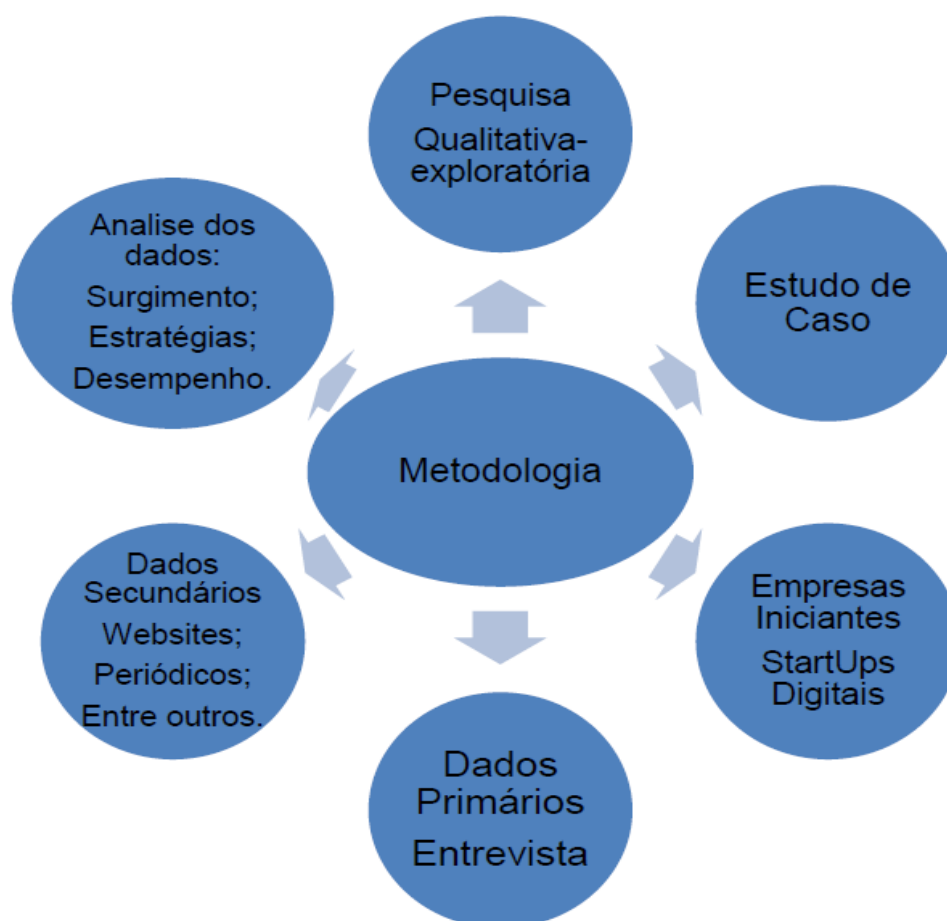 Pesquisa
Qualitativa-
exploratória
Estudo de
Caso
Empresas
Iniciantes
StartUps
Digitais
Dados
Primários
Entrevista
Dados
Secundários
Websites;
Periódicos;
Entre outros.
Analise dos
dados:
Surgimento;
Estratégias;
Desempenho.
Metodologia